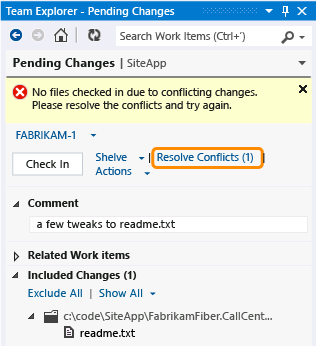 Team Explorer - Pending Changes
Search Work Items (Ctrl+')
Pending Changes | SiteApp
No files checked in due to conflicting changes.
Please resolve the conflicts and try again.
FABRIKAM-1
Check In
Shelve | Resolve Conflicts (1) |
Actions
Comment
a few tweaks to readme.txt
Related Work items
Included Changes (1)
Exclude All | Show All
c:\code\SiteApp\FabrikamFiber.CallCent...
readme.txt